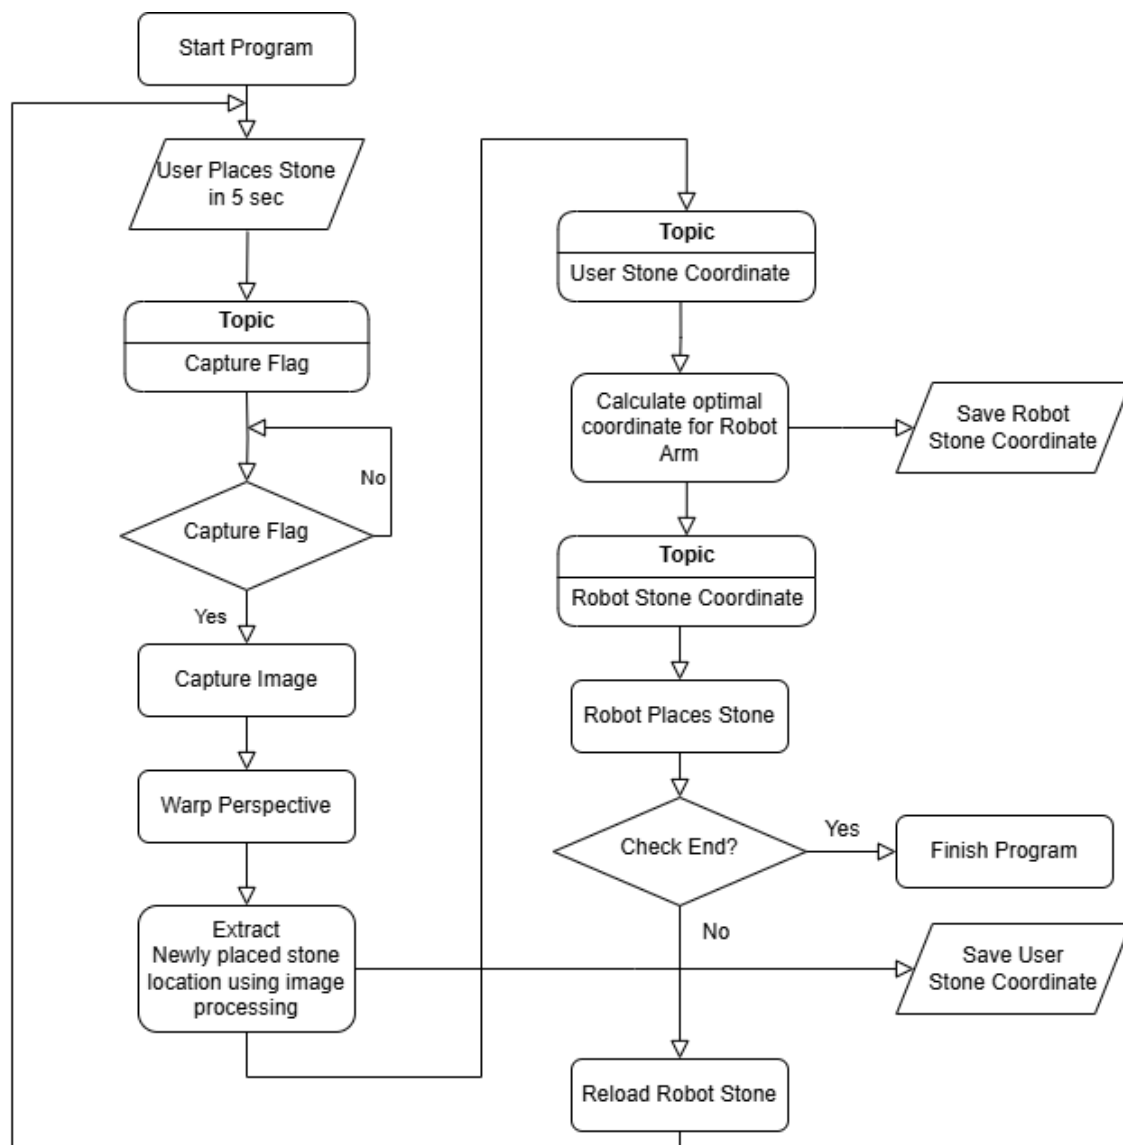 Start Program
User Places Stone
in 5 sec
Topic
Capture Flag
No
Capture Flag
Yes
Capture Image
Warp Perspective
Extract
Newly placed stone
location using image
processing
Topic
User Stone Coordinate
Calculate optimal
coordinate for Robot
Arm
Save Robot
Stone Coordinate
Topic
Robot Stone Coordinate
Robot Places Stone
Check End?
Yes
Finish Program
No
Save User
Stone Coordinate
Reload Robot Stone